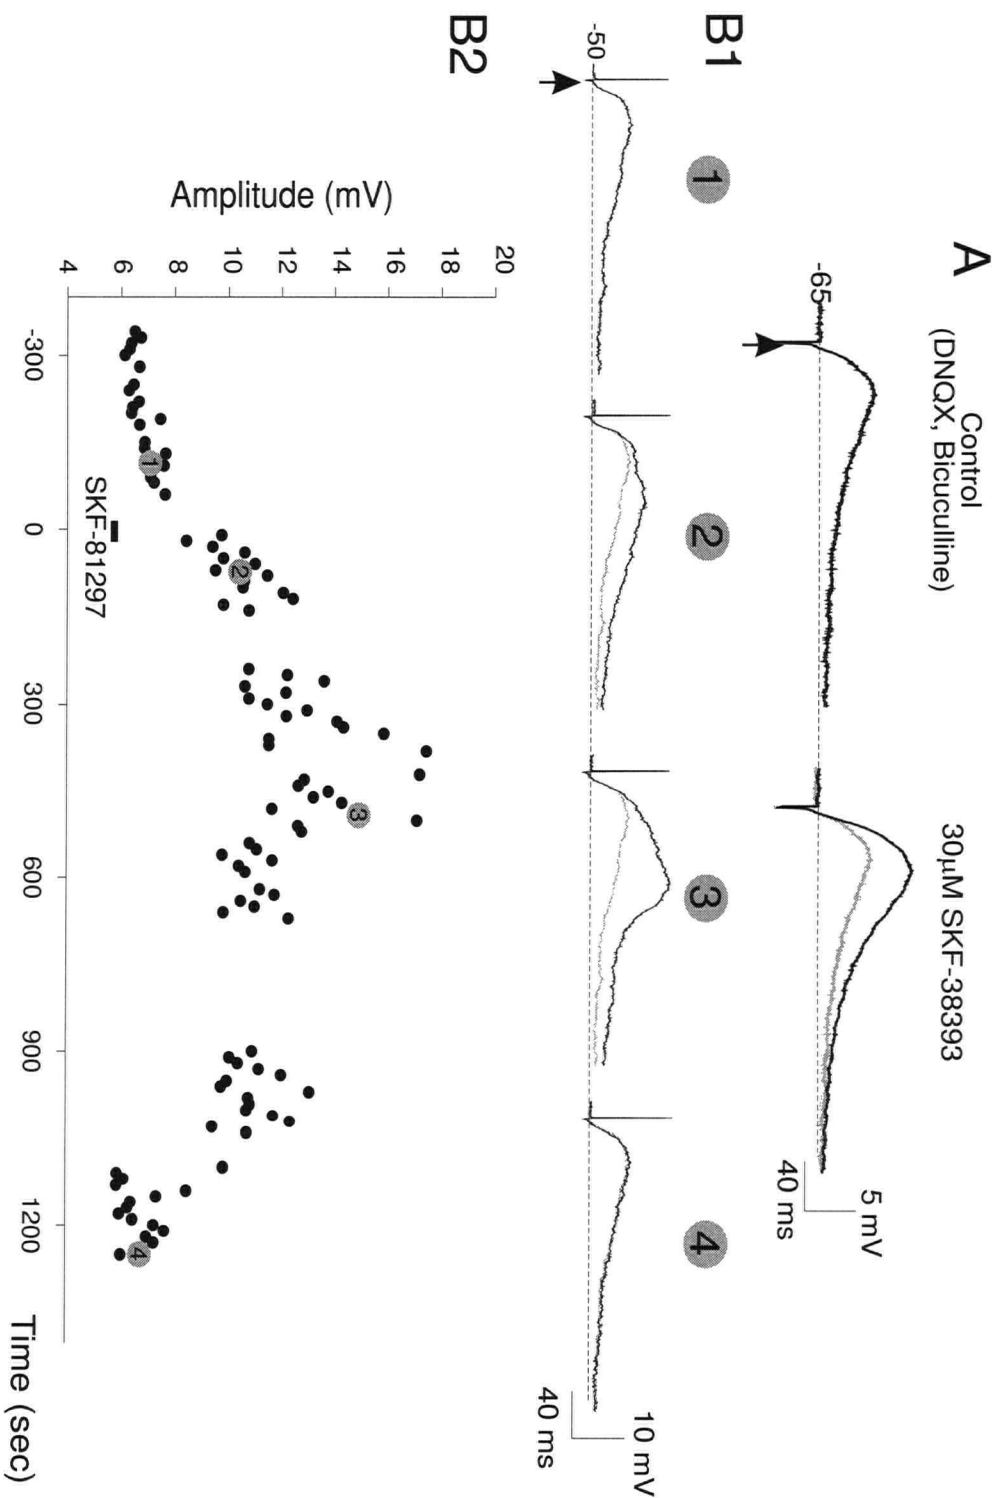 A
Control
(DNQX, Bicuculline)
30μM SKF-38393
-65
5 mV
40 ms
B1
1
2
3
4
-50
10 mV
40 ms
B2
Amplitude (mV)
20
18
16
14
12
10
8
6
4
1
2
3
4
SKF-81297
-300
0
300
600
900
1200
Time (sec)